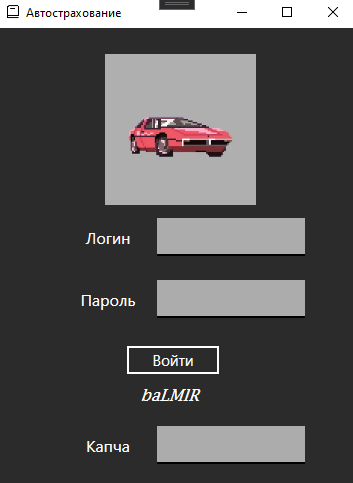 Автострахование
Логин
Пароль
Войти
baLMIR
Капча